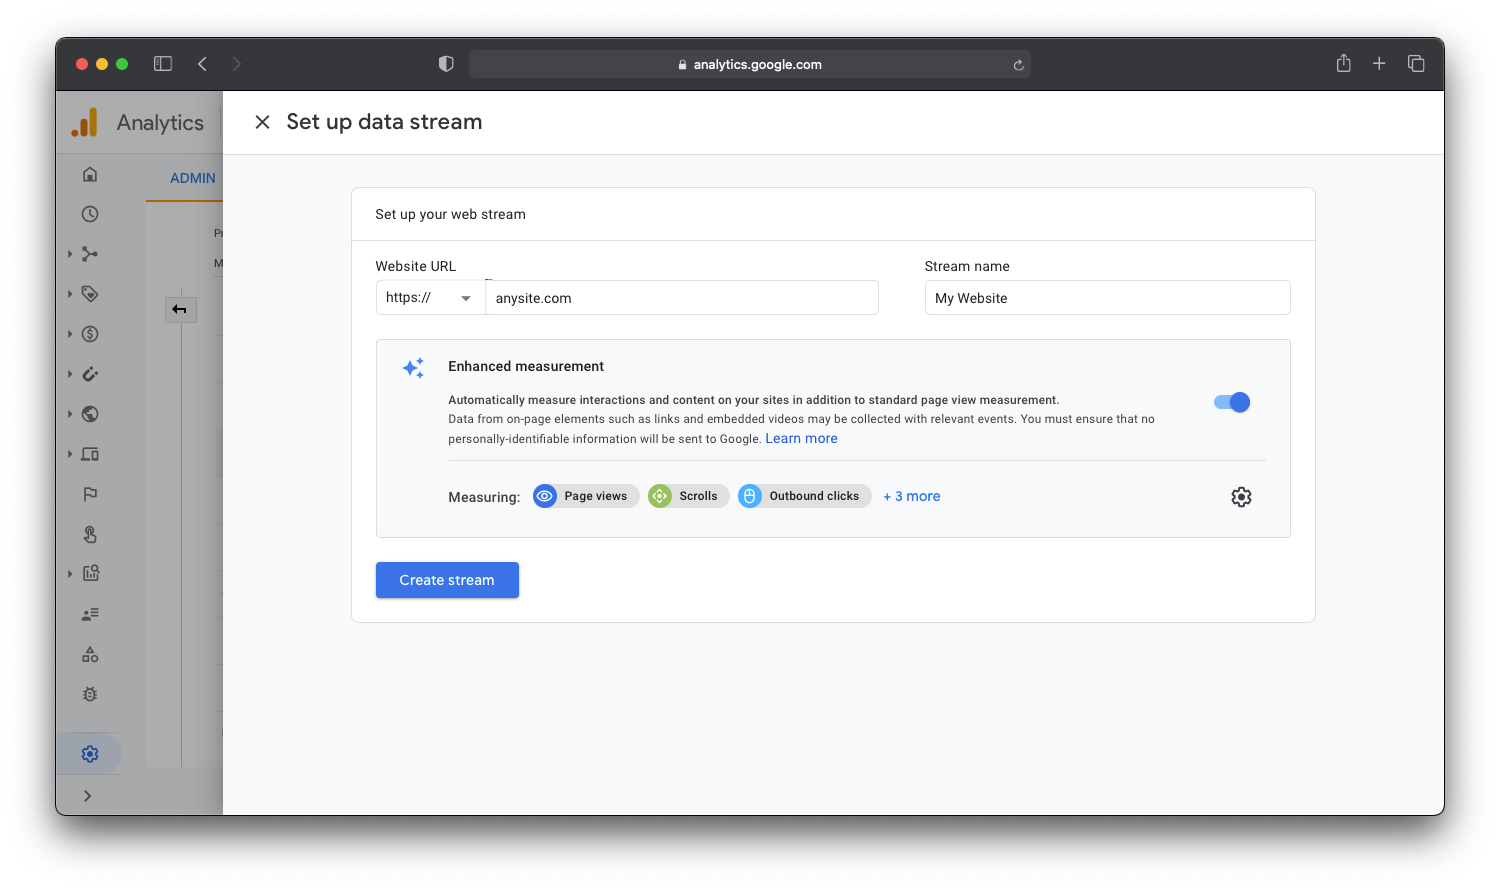 analytics.google.com
Analytics
Set up data stream
ADMIN
Set up your web stream
Website URL
Stream name
https://
anysite.com
My Website
Enhanced measurement
Automatically measure interactions and content on your sites in addition to standard page view measurement.
Data from on-page elements such as links and embedded videos may be collected with relevant events. You must ensure that no
personally-identifiable information will be sent to Google. Learn more
Measuring: Page views Scrolls Outbound clicks + 3 more
Create stream